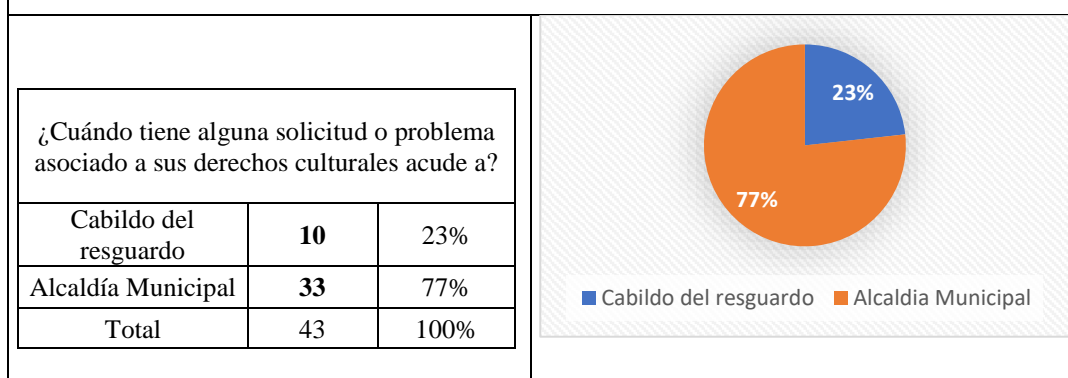 ¿Cuándo tiene alguna solicitud o problema
asociado a sus derechos culturales acude a?
Cabildo del
resguardo
10
23%
Alcaldía Municipal
33
77%
Total
43
100%
23%
77%
Cabildo del resguardo
Alcaldia Municipal